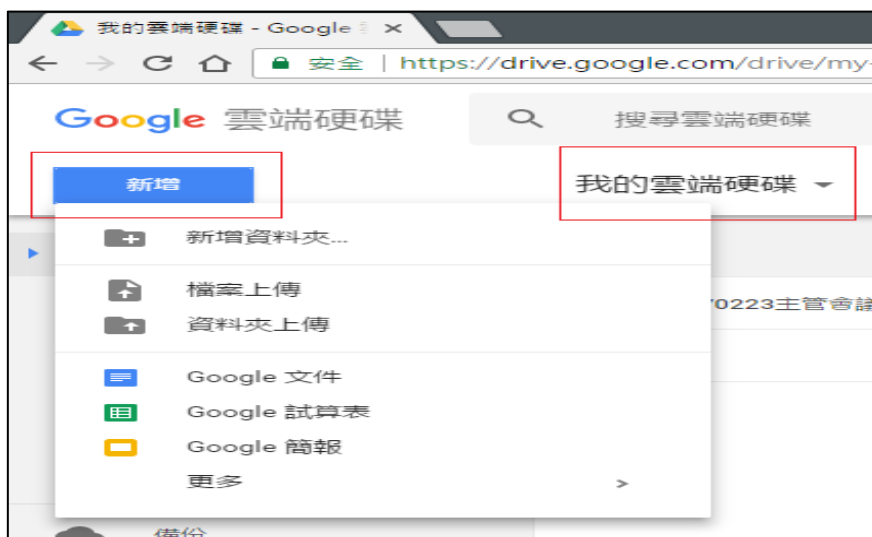 我的雲端硬碟 - Google
安全 | https://drive.google.com/drive/my-
Google 雲端硬碟
搜尋雲端硬碟
新增
我的雲端硬碟
新增資料夾...
檔案上傳
資料夾上傳
0223主管會議
Google 文件
Google 試算表
Google 簡報
更多
備份